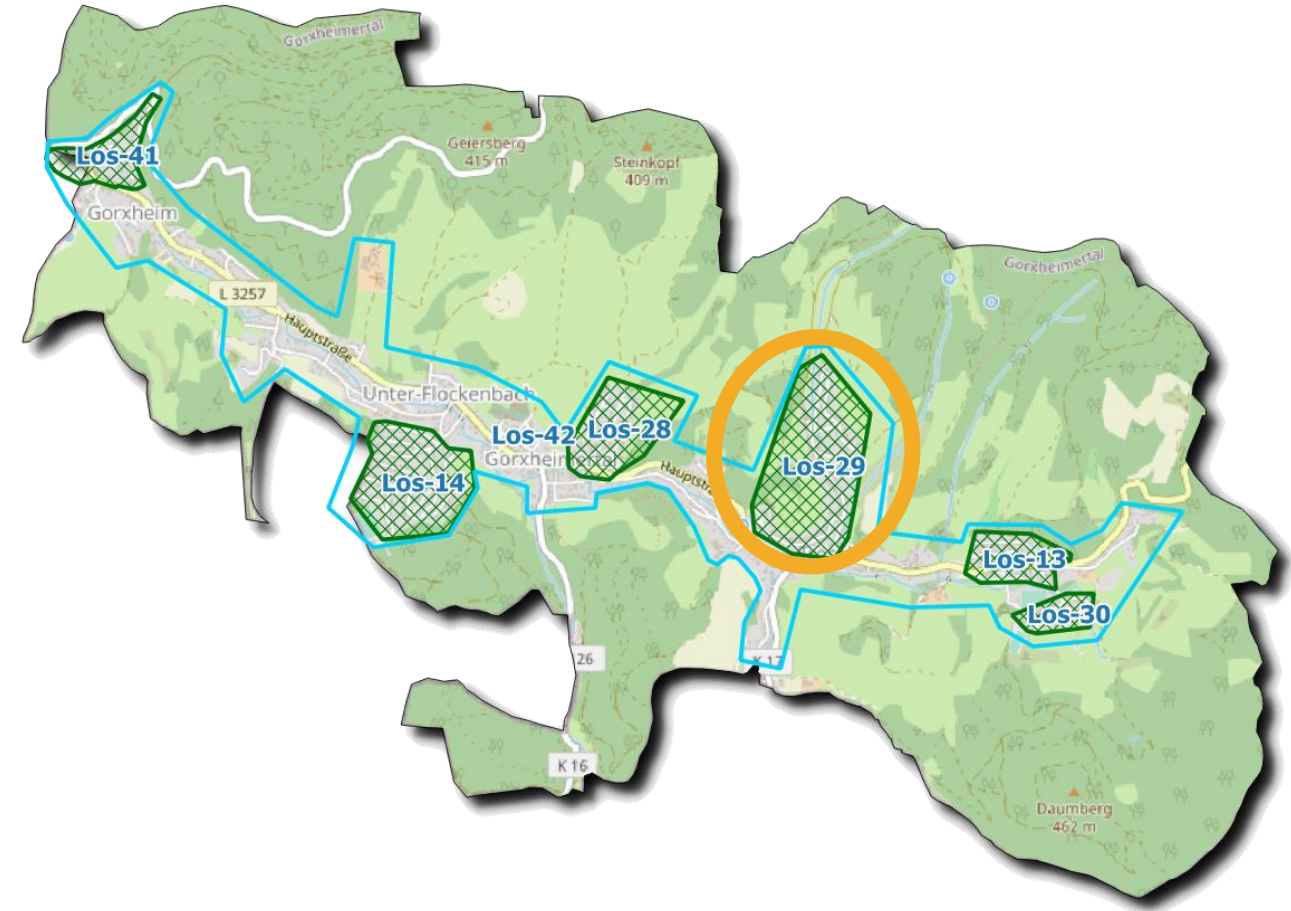 Gorxheimertal
Geiersberg
415 m
Steinkopf
409 m
Los-41
Gorxheim
Gorxheimertal
L 3257
Hauptstraße
Unter-Flockenbach
Los-42
Los-28
Gorxheimertal
Hauptstra
Los-29
Los-14
Los-13
Los-30
26
K 17
K 16
Daumberg
462 m